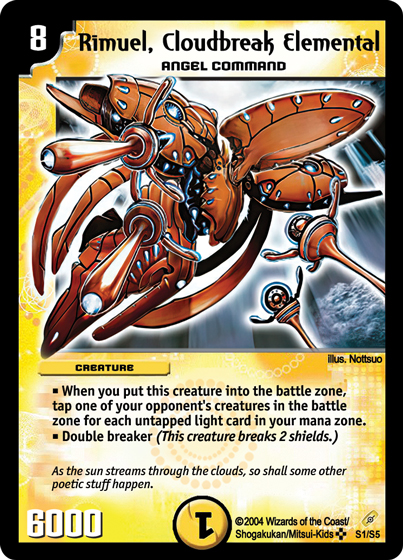 8 Rimuel, Cloudbreak Elemental
ANGEL COMMAND
illus. Nottsuo
CREATURE
■ When you put this creature into the battle zone,
tap one of your opponent's creatures in the battle
zone for each untapped light card in your mana zone.
■ Double breaker (This creature breaks 2 shields.)
As the sun streams through the clouds, so shall some other
poetic stuff happen.
6000
1
©2004 Wizards of the Coast/
Shogakukan/Mitsui-Kids S1/S5